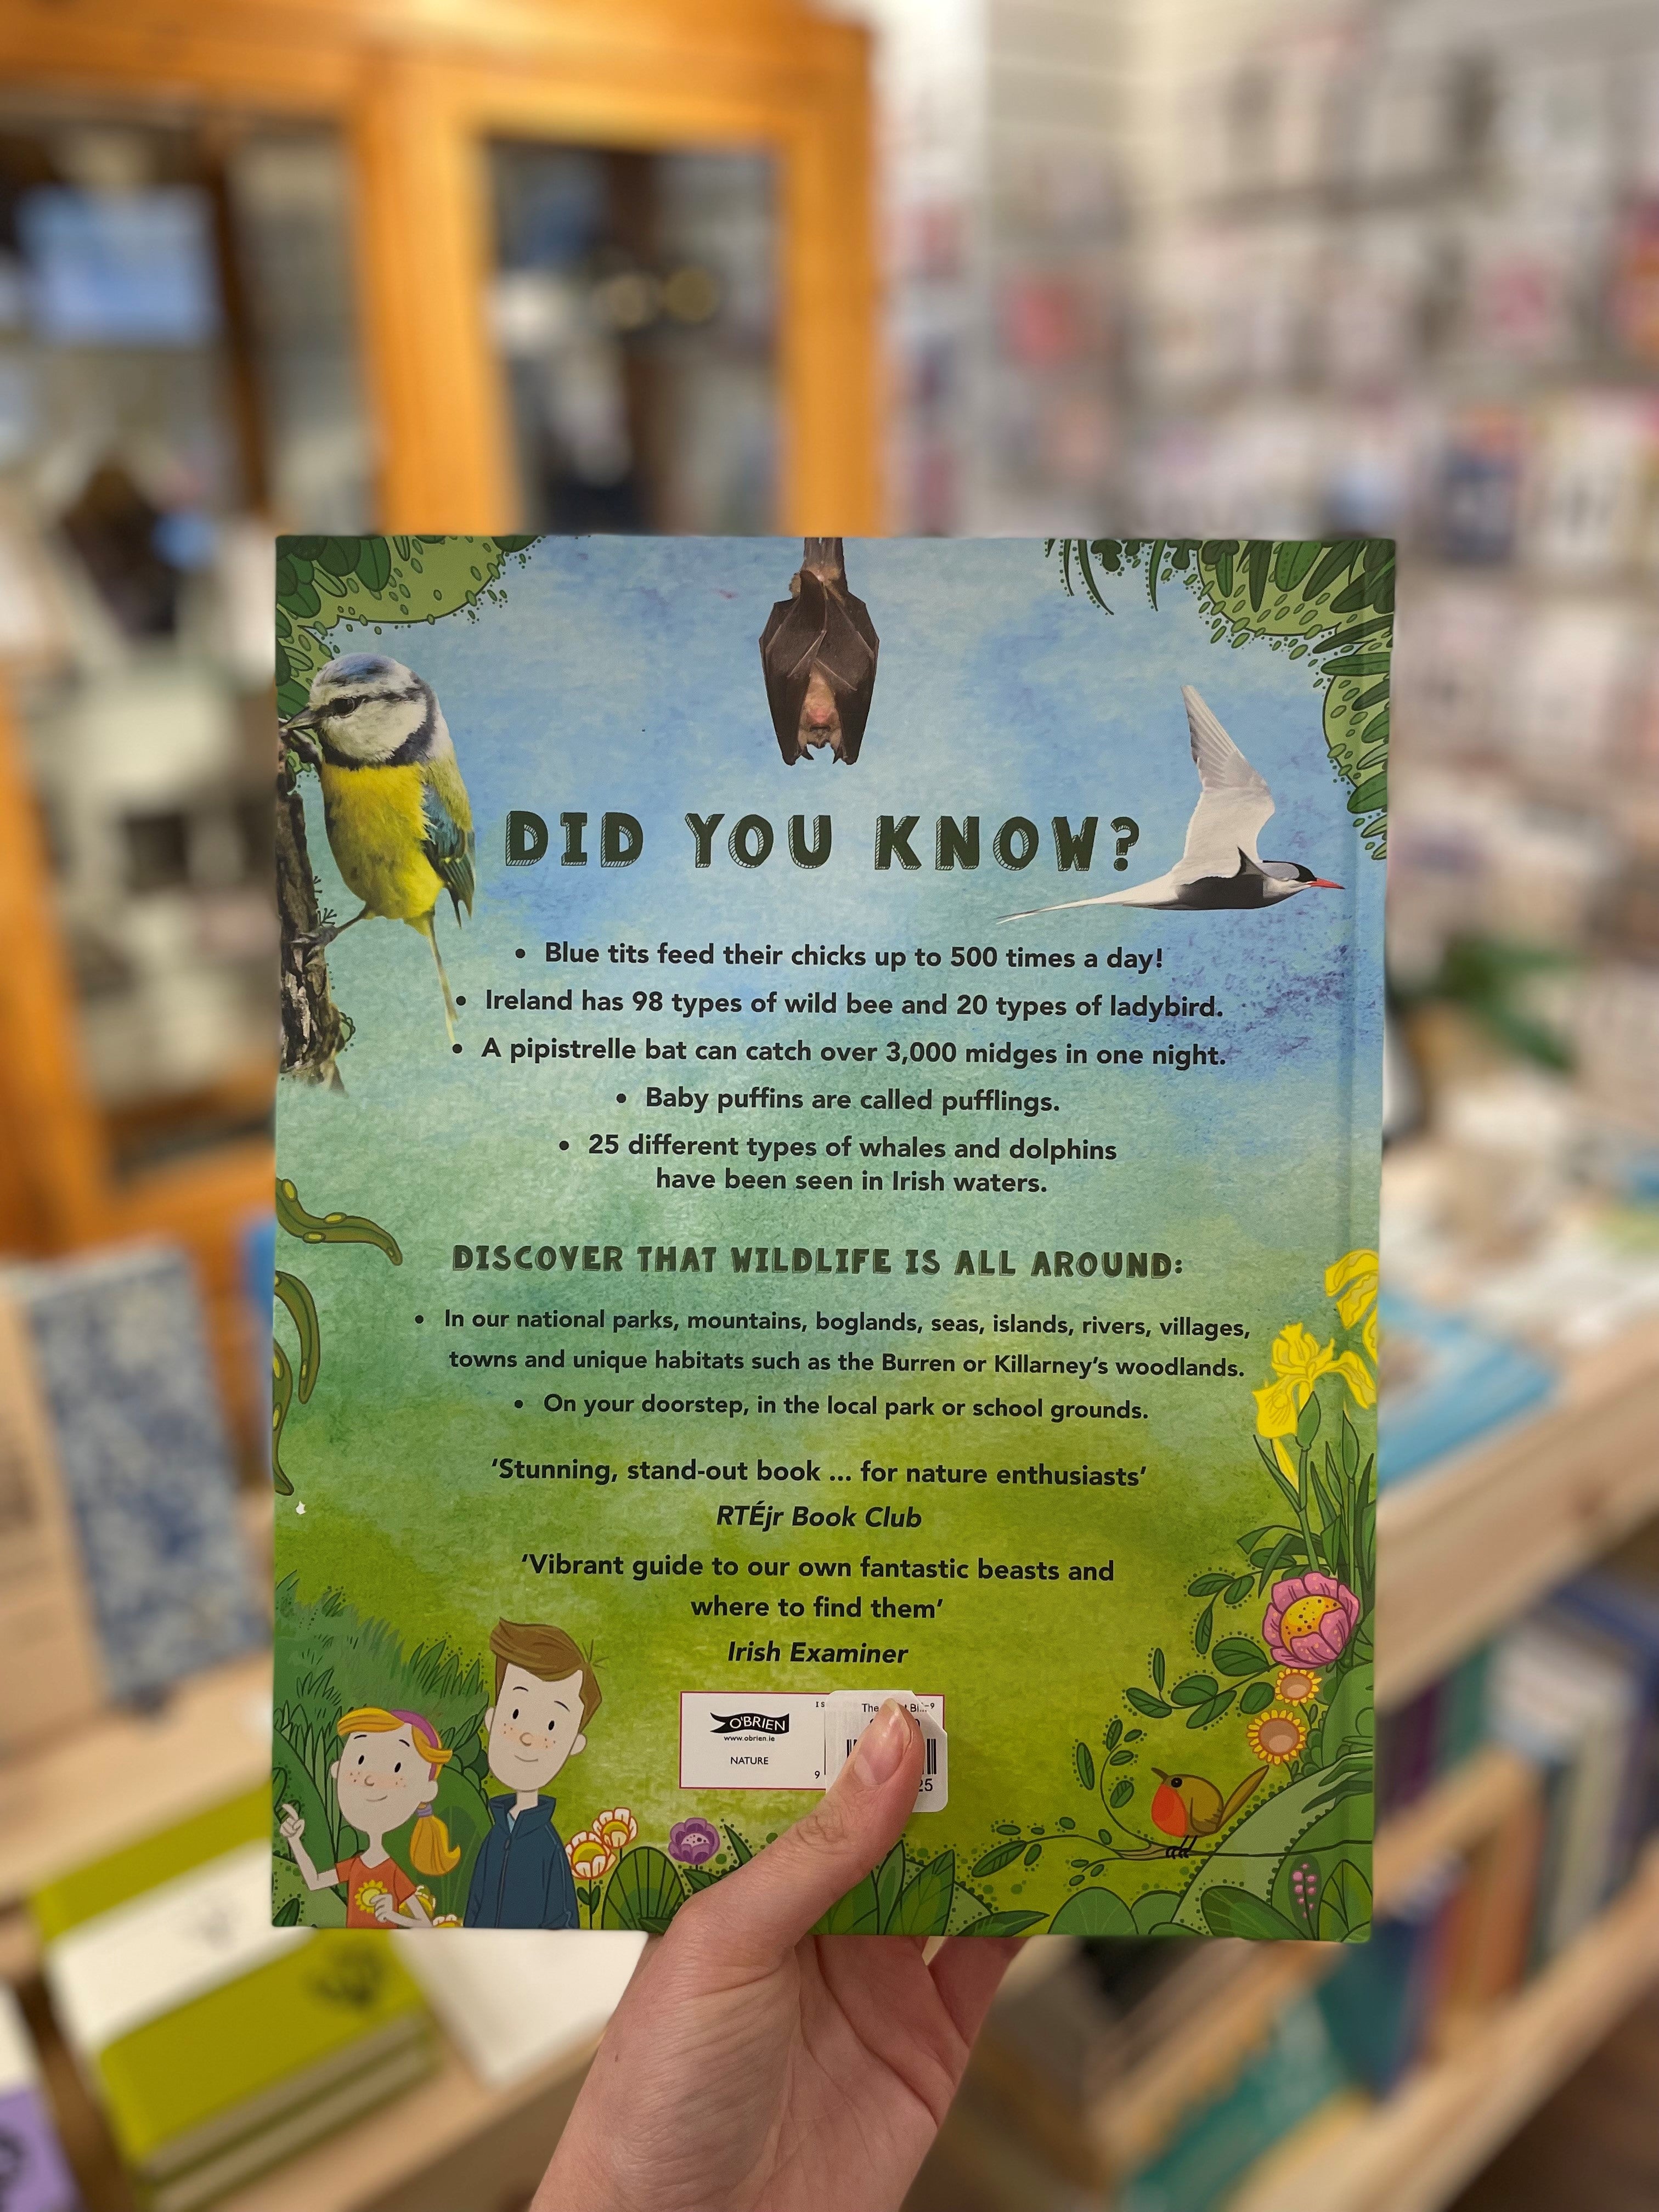 DID YOU KNOW?
• Blue tits feed their chicks up to 500 times a day!
• Ireland has 98 types of wild bee and 20 types of ladybird.
• A pipistrelle bat can catch over 3,000 midges in one night.
• Baby puffins are called pufflings.
• 25 different types of whales and dolphins
have been seen in Irish waters.
DISCOVER THAT WILDLIFE IS ALL AROUND:
• In our national parks, mountains, boglands, seas, islands, rivers, villages,
towns and unique habitats such as the Burren or Killarney's woodlands.
• On your doorstep, in the local park or school grounds.
'Stunning, stand-out book ... for nature enthusiasts'
RTÉjr Book Club
'Vibrant guide to our own fantastic beasts and
where to find them'
Irish Examiner
O'BRIEN
www.obrien.ie
NATURE
The
9
25